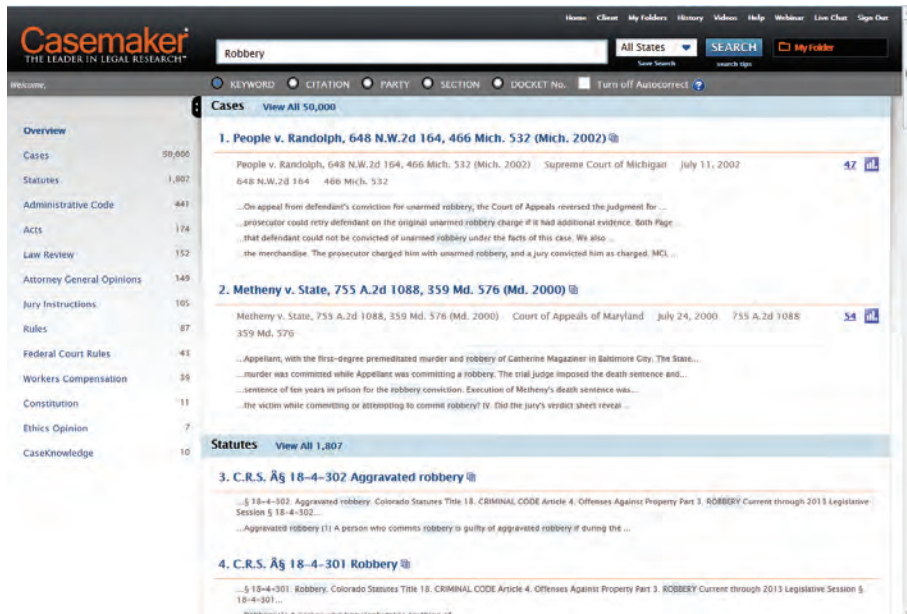 Home Client My Folders History Videos Help Webinar Live Chat Sign Out
Casemaker
THE LEADER IN LEGAL RESEARCH
Robbery
All States
SEARCH
My Folder
Save Search
search tips
Welcome,
KEYWORD CITATION PARTY SECTION DOCKET No. Turn off Autocorrect ?
Overview
Cases 50,000
Statutes 1,807
Administrative Code 441
Acts 174
Law Review 152
Attorney General Opinions 149
Jury Instructions 105
Rules 87
Federal Court Rules 43
Workers Compensation 39
Constitution 11
Ethics Opinion 7
CaseKnowledge 10
Cases View All 50,000
1. People v. Randolph, 648 N.W.2d 164, 466 Mich. 532 (Mich. 2002)
People v. Randolph, 648 N.W.2d 164, 466 Mich. 532 (Mich. 2002) Supreme Court of Michigan July 11, 2002 47
648 N.W.2d 164 466 Mich. 532
...On appeal from defendant's conviction for unarmed robbery, the Court of Appeals reversed the judgment for ...
...prosecutor could retry defendant on the original unarmed robbery charge if it had additional evidence. Both Page ...
...that defendant could not be convicted of unarmed robbery under the facts of this case. We also ...
...the merchandise. The prosecutor charged him with unarmed robbery, and a jury convicted him as charged. MCL ...
2. Metheny v. State, 755 A.2d 1088, 359 Md. 576 (Md. 2000)
Metheny v. State, 755 A.2d 1088, 359 Md. 576 (Md. 2000) Court of Appeals of Maryland July 24, 2000 755 A.2d 1088 54
359 Md. 576
...Appellant, with the first-degree premeditated murder and robbery of Catherine Magaziner in Baltimore City. The State...
...murder was committed while Appellant was committing a robbery. The trial judge imposed the death sentence and...
...sentence of ten years in prison for the robbery conviction. Execution of Metheny's death sentence was...
...the victim while committing or attempting to commit robbery? IV. Did the jury's verdict sheet reveal ...
Statutes View All 1,807
3. C.R.S. Â§ 18-4-302 Aggravated robbery
...§ 18-4-302. Aggravated robbery. Colorado Statutes Title 18. CRIMINAL CODE Article 4. Offenses Against Property Part 3. ROBBERY Current through 2013 Legislative
Session § 18-4-302...
...Aggravated robbery (1) A person who commits robbery is guilty of aggravated robbery if during the ...
4. C.R.S. Â§ 18-4-301 Robbery
...§ 18-4-301. Robbery. Colorado Statutes Title 18. CRIMINAL CODE Article 4. Offenses Against Property Part 3. ROBBERY Current through 2013 Legislative Session §
18-4-301...